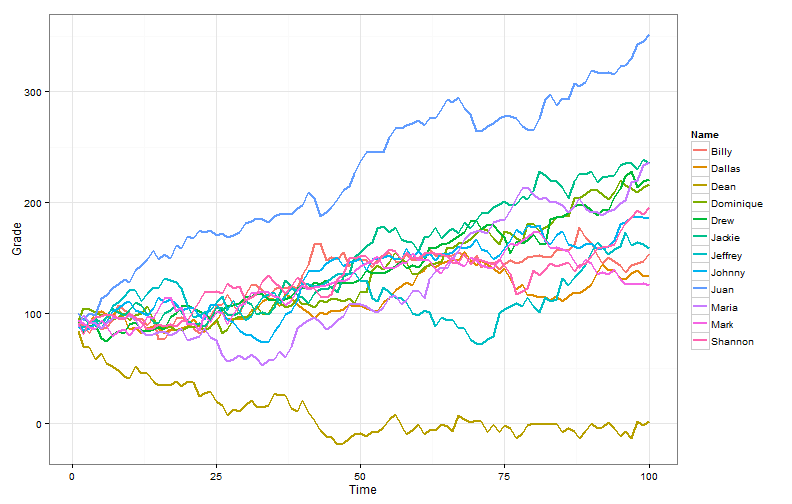 300
200
100
0
Grade
0 25 50 75 100
Time
Name
Billy
Dallas
Dean
Dominique
Drew
Jackie
Jeffrey
Johnny
Juan
Maria
Mark
Shannon